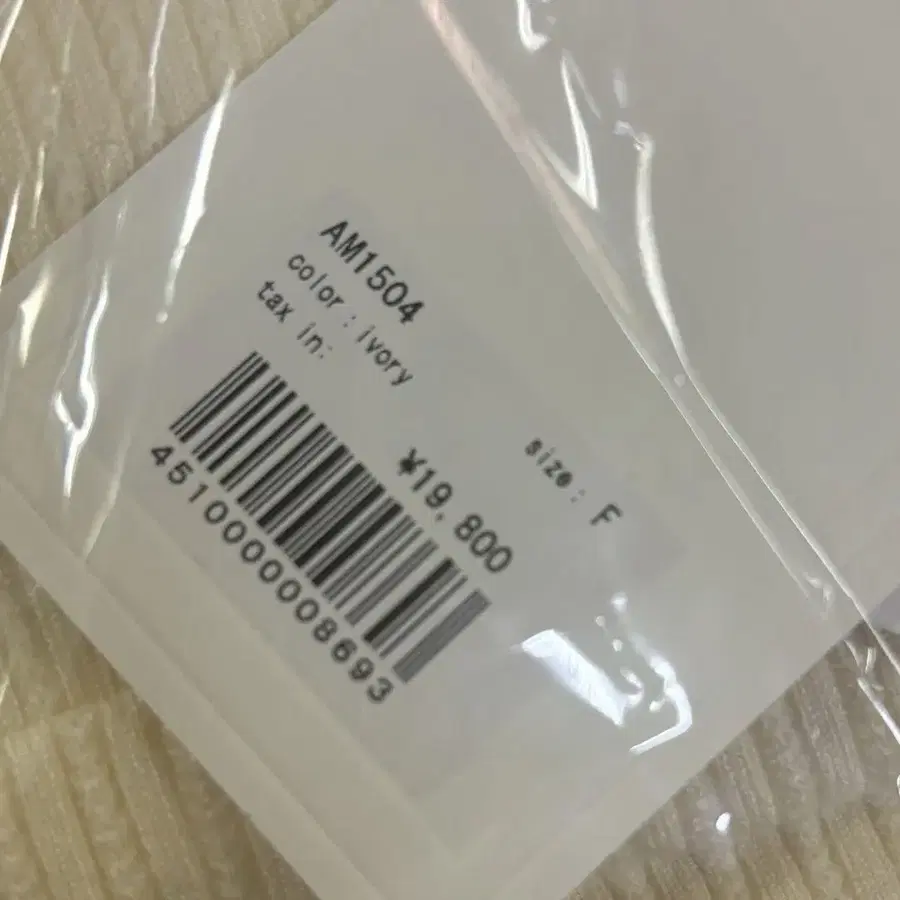 AM1504
color : ivory
size : F
tax in:
¥19,800
4510000008693